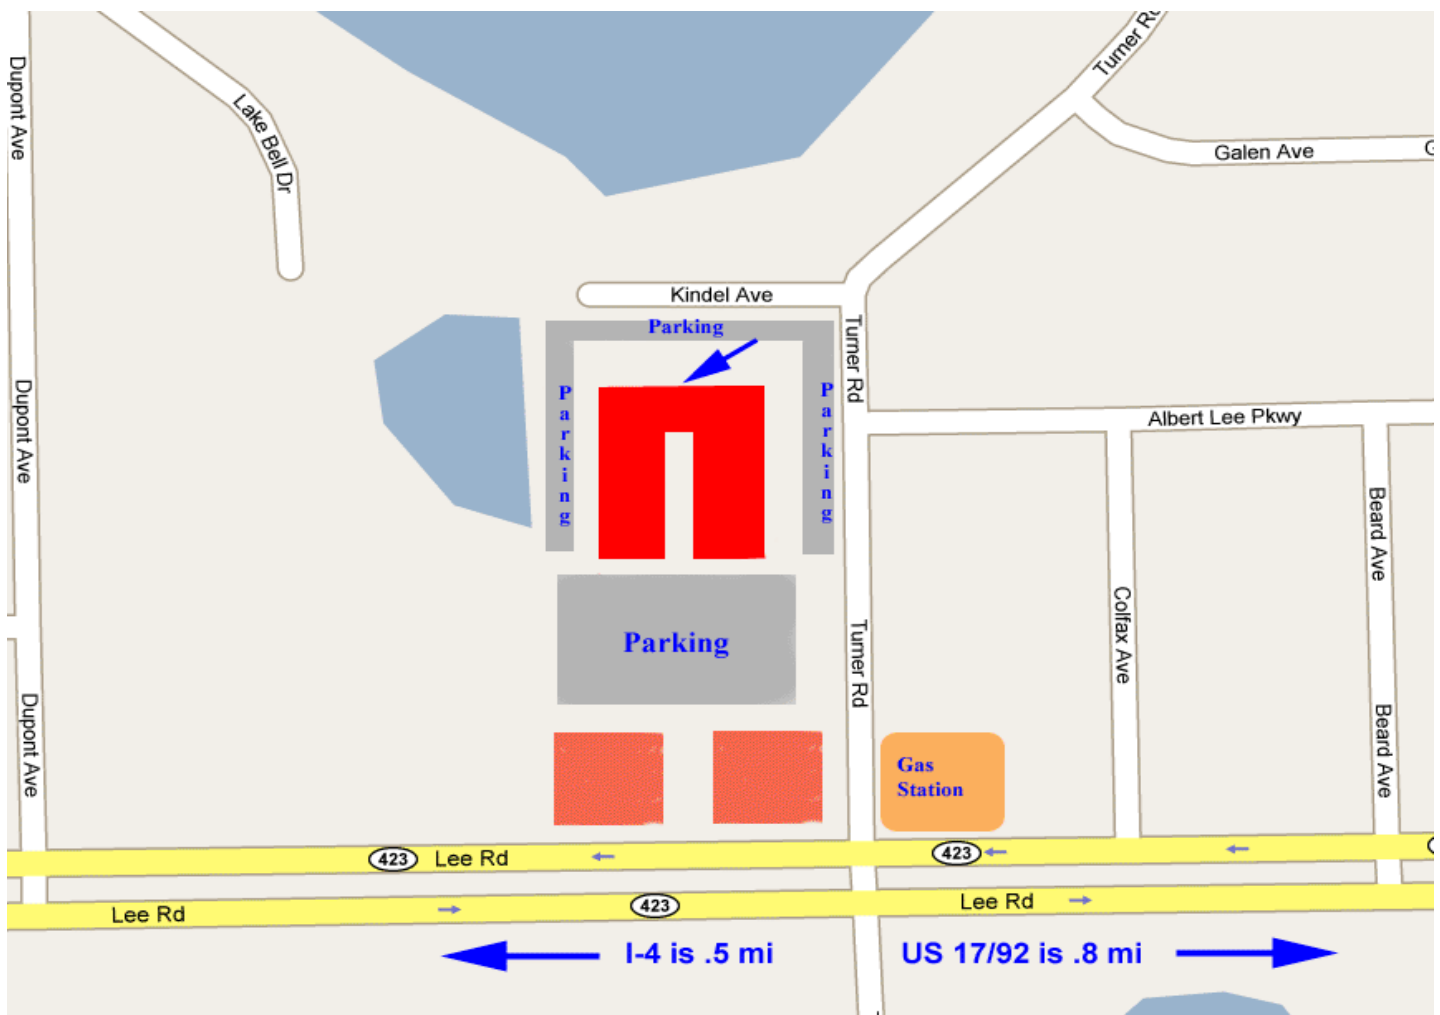 Turner Rd
Dupont Ave
Lake Bell Dr
Galen Ave
G
Kindel Ave
Parking
Turner Rd
Parking
Parking
Dupont Ave
Albert Lee Pkwy
Beard Ave
Colfax Ave
Parking
Turner Rd
Dupont Ave
Beard Ave
Gas
Station
423 Lee Rd
423
Lee Rd
423
Lee Rd
I-4 is .5 mi
US 17/92 is .8 mi